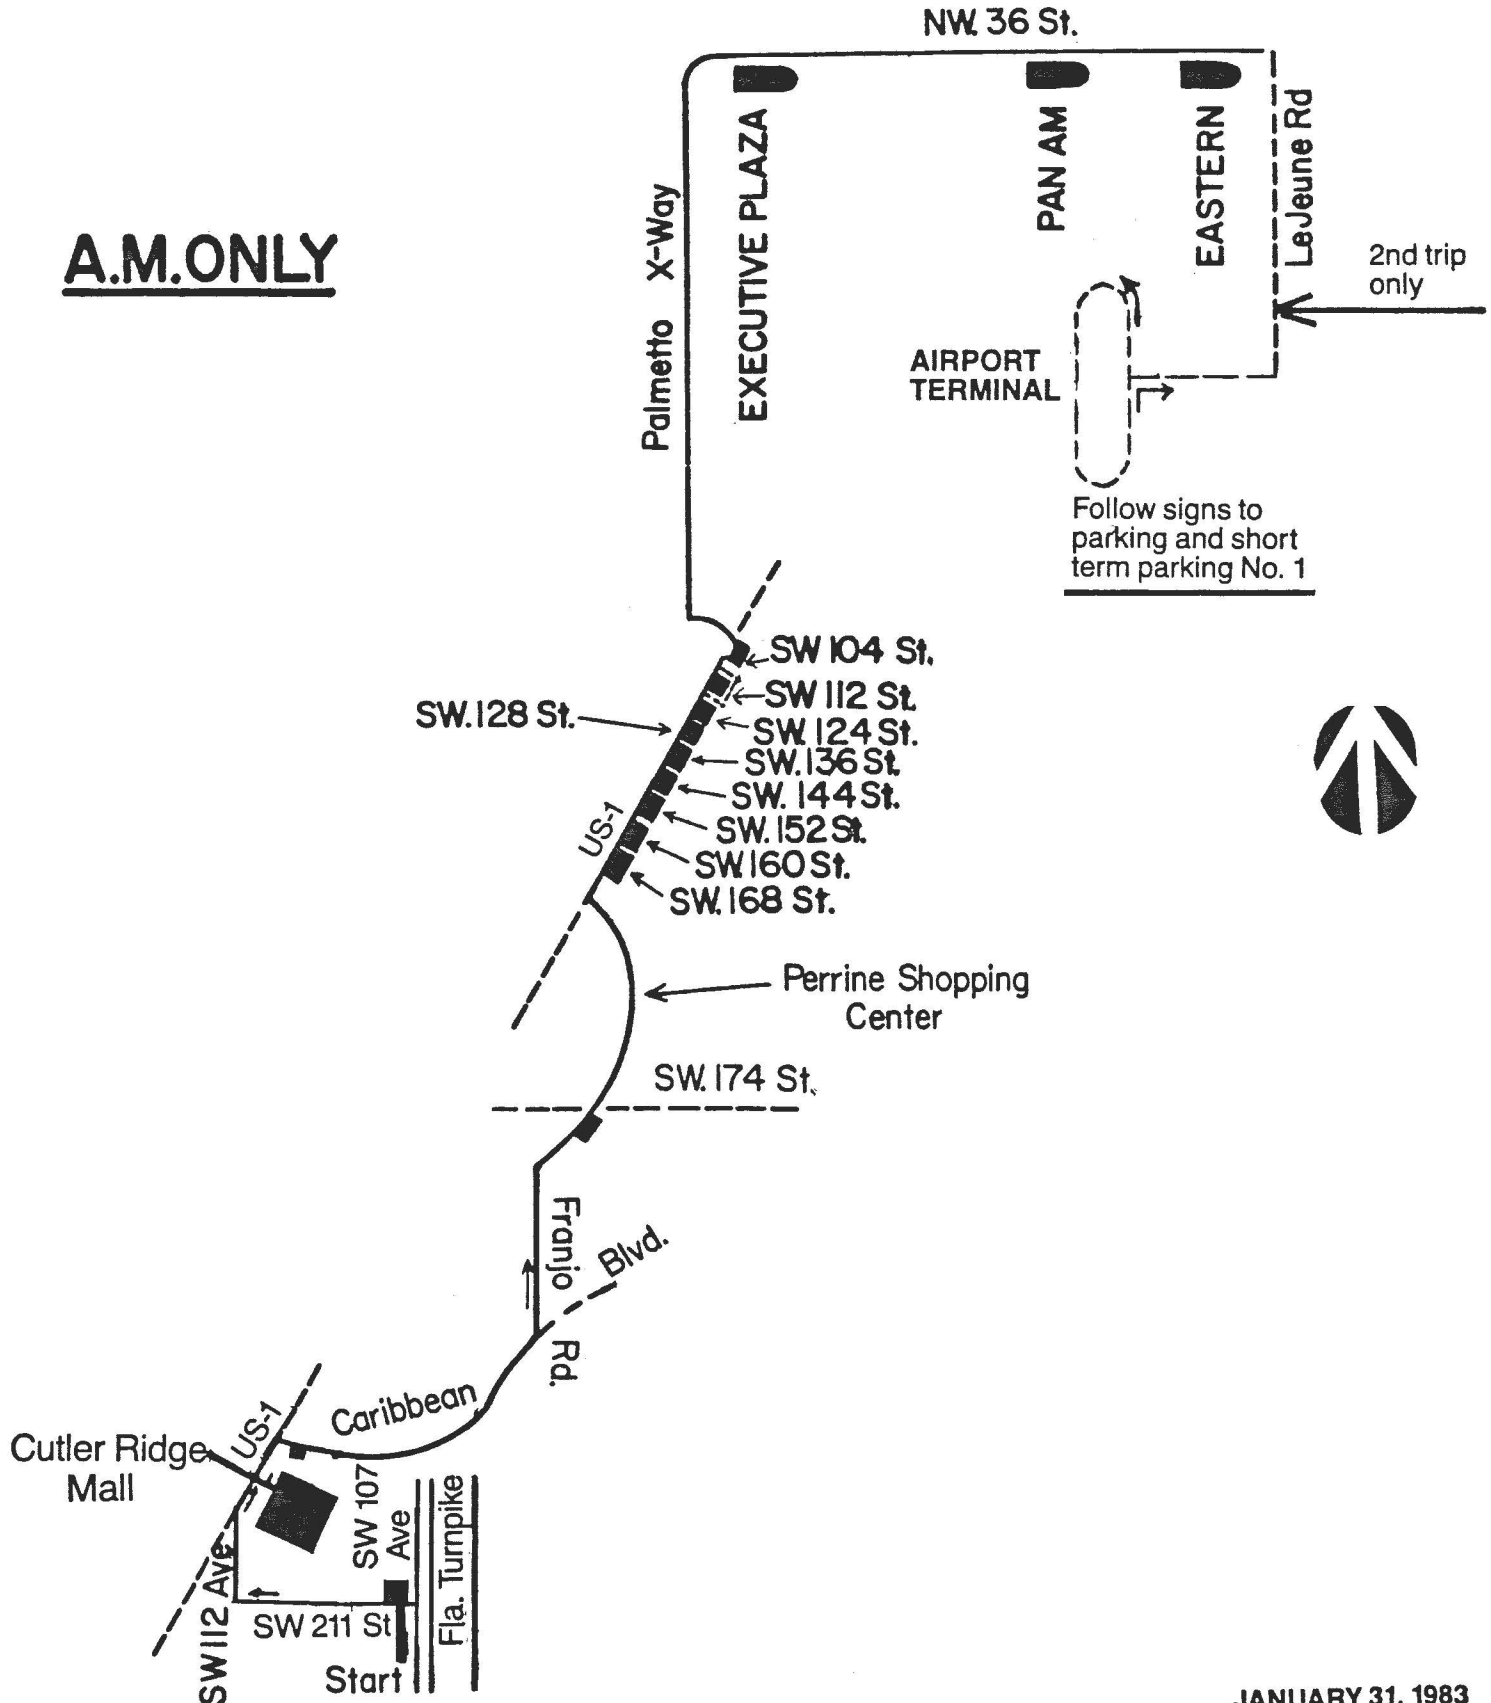 NW. 36 St.
EXECUTIVE PLAZA
PAN AM
EASTERN
LeJeune Rd
A.M.ONLY
Palmetto X-Way
2nd trip
only
AIRPORT
TERMINAL
Follow signs to
parking and short
term parking No. 1
SW 104 St.
SW 112 St.
SW. 128 St.
SW. 124 St.
SW. 136 St.
SW. 144 St.
US-1
SW. 152 St.
SW. 160 St.
SW. 168 St.
Perrine Shopping
Center
SW. 174 St.
Franjo Rd.
Blvd.
Caribbean
US-1
Cutler Ridge
Mall
SW 107
Ave
Fla. Turnpike
SW 112 Ave
SW 211 St
Start
JANUARY 31, 1983